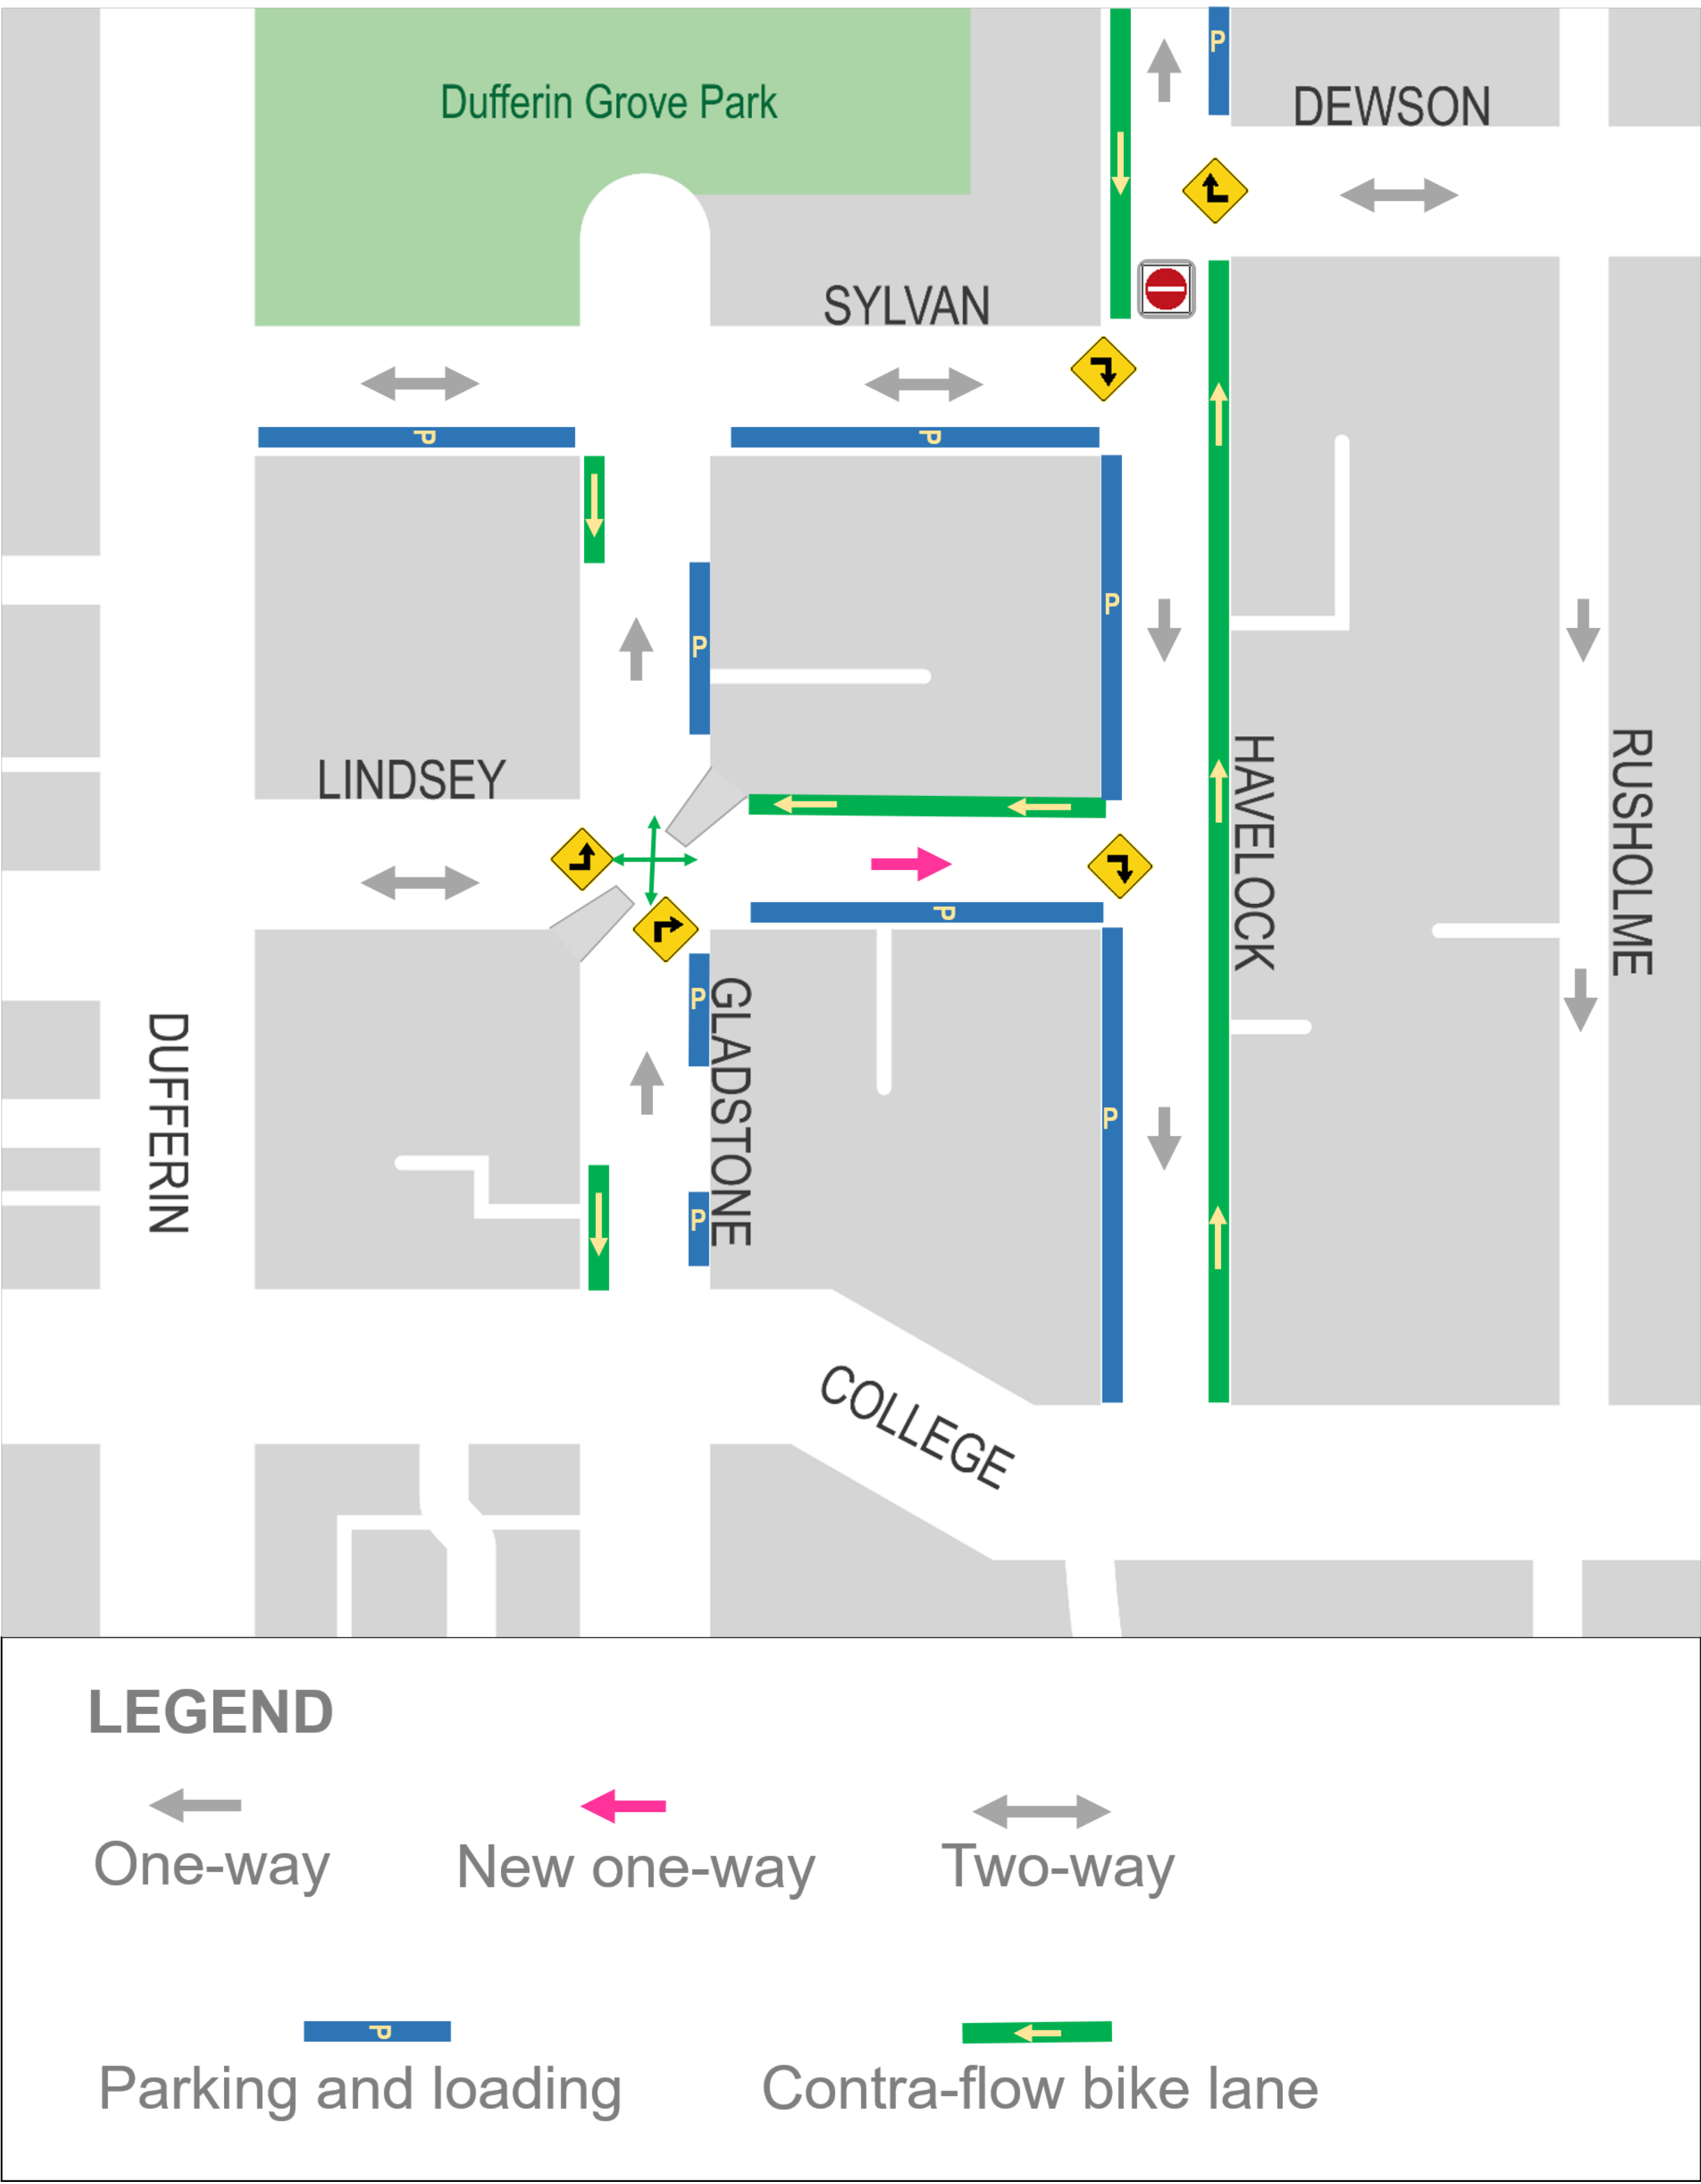 P
Dufferin Grove Park
DEWSON
SYLVAN
P
P
P
P
LINDSEY
HAVELOCK
RUSHOLME
P
P
GLADSTONE
DUFFERIN
P
P
COLLEGE
LEGEND
One-way
New one-way
Two-way
P
Parking and loading
Contra-flow bike lane